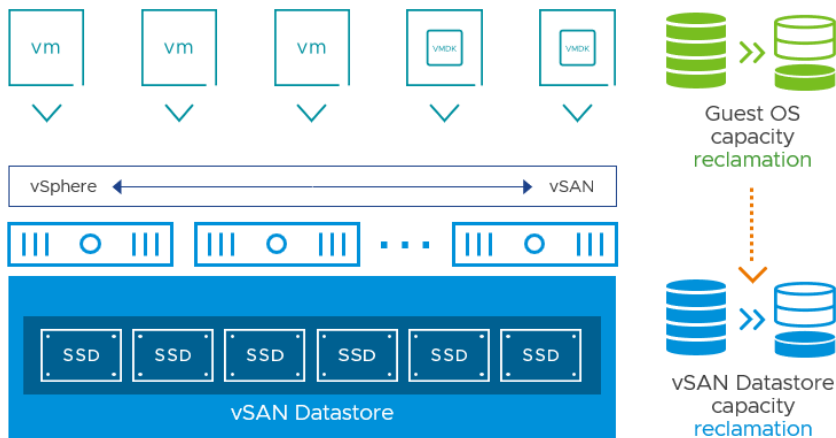 vm
vm
vm
VMDK
VMDK
Guest OS
capacity
reclamation
vSphere
vSAN
SSD
SSD
SSD
SSD
SSD
SSD
vSAN Datastore
vSAN Datastore
capacity
reclamation